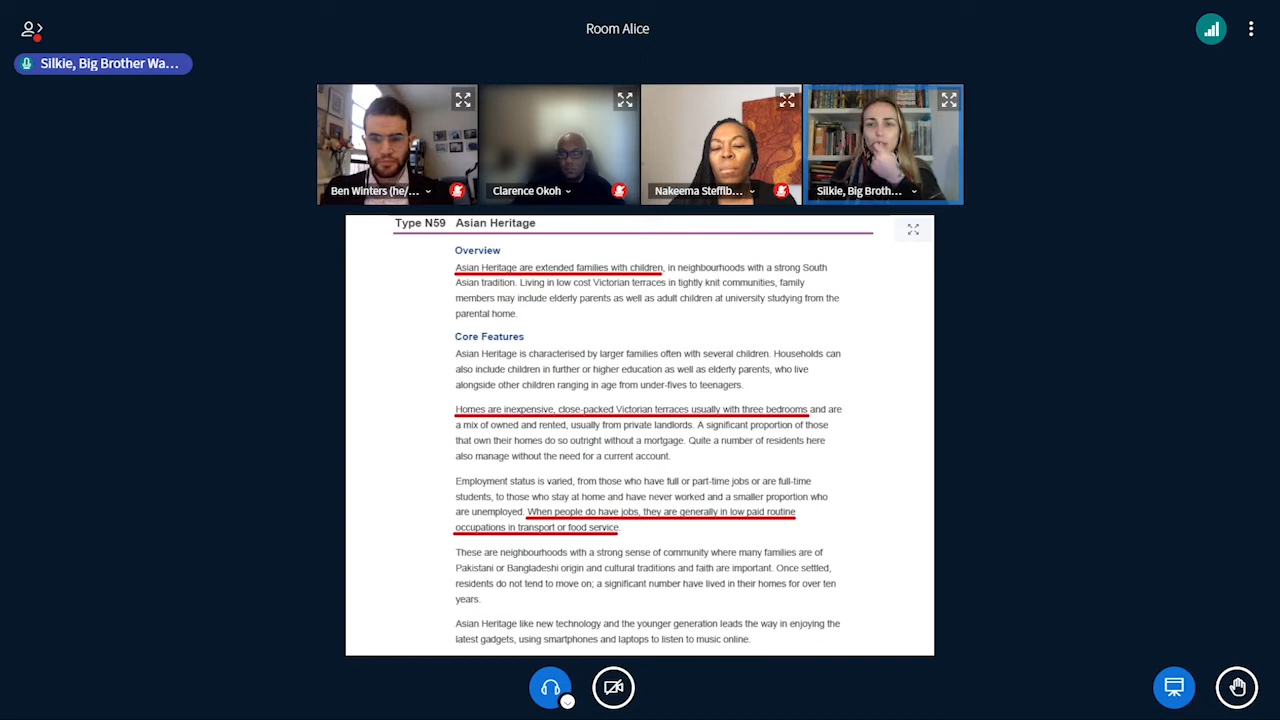 Room Alice
Silkie, Big Brother Wa...
Ben Winters (he/...
Clarence Okoh
Nakeema Stefflb...
Silkie, Big Broth...
Type N59 Asian Heritage
Overview
Asian Heritage are extended families with children, in neighbourhoods with a strong South
Asian tradition. Living in low cost Victorian terraces in tightly knit communities, family
members may include elderly parents as well as adult children at university studying from the
parental home.
Core Features
Asian Heritage is characterised by larger families often with several children. Households can
also include children in further or higher education as well as elderly parents, who live
alongside other children ranging in age from under-fives to teenagers.
Homes are inexpensive, close-packed Victorian terraces usually with three bedrooms and are
a mix of owned and rented, usually from private landlords. A significant proportion of those
that own their homes do so outright without a mortgage. Quite a number of residents here
also manage without the need for a current account.
Employment status is varied, from those who have full or part-time jobs or are full-time
students, to those who stay at home and have never worked and a smaller proportion who
are unemployed. When people do have jobs, they are generally in low paid routine
occupations in transport or food service.
These are neighbourhoods with a strong sense of community where many families are of
Pakistani or Bangladeshi origin and cultural traditions and faith are important. Once settled,
residents do not tend to move on; a significant number have lived in their homes for over ten
years.
Asian Heritage like new technology and the younger generation leads the way in enjoying the
latest gadgets, using smartphones and laptops to listen to music online.